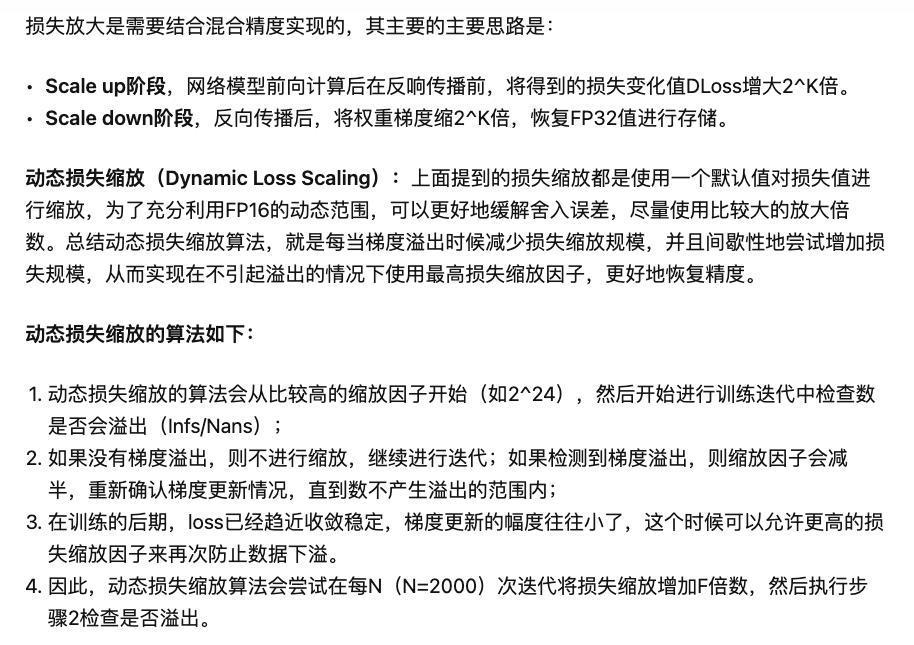 损失放大是需要结合混合精度实现的，其主要的主要思路是：
• Scale up阶段，网络模型前向计算后在反响传播前，将得到的损失变化值DLoss增大2^K倍。
• Scale down阶段，反向传播后，将权重梯度缩2^K倍，恢复FP32值进行存储。
动态损失缩放（Dynamic Loss Scaling）：上面提到的损失缩放都是使用一个默认值对损失值进
行缩放，为了充分利用FP16的动态范围，可以更好地缓解舍入误差，尽量使用比较大的放大倍
数。总结动态损失缩放算法，就是每当梯度溢出时候减少损失缩放规模，并且间歇性地尝试增加损
失规模，从而实现在不引起溢出的情况下使用最高损失缩放因子，更好地恢复精度。
动态损失缩放的算法如下：
1. 动态损失缩放的算法会从比较高的缩放因子开始（如2^24），然后开始进行训练迭代中检查数
是否会溢出（Infs/Nans）；
2. 如果没有梯度溢出，则不进行缩放，继续进行迭代；如果检测到梯度溢出，则缩放因子会减
半，重新确认梯度更新情况，直到数不产生溢出的范围内；
3. 在训练的后期，loss已经趋近收敛稳定，梯度更新的幅度往往小了，这个时候可以允许更高的损
失缩放因子来再次防止数据下溢。
4. 因此，动态损失缩放算法会尝试在每N（N=2000）次迭代将损失缩放增加F倍数，然后执行步
骤2检查是否溢出。